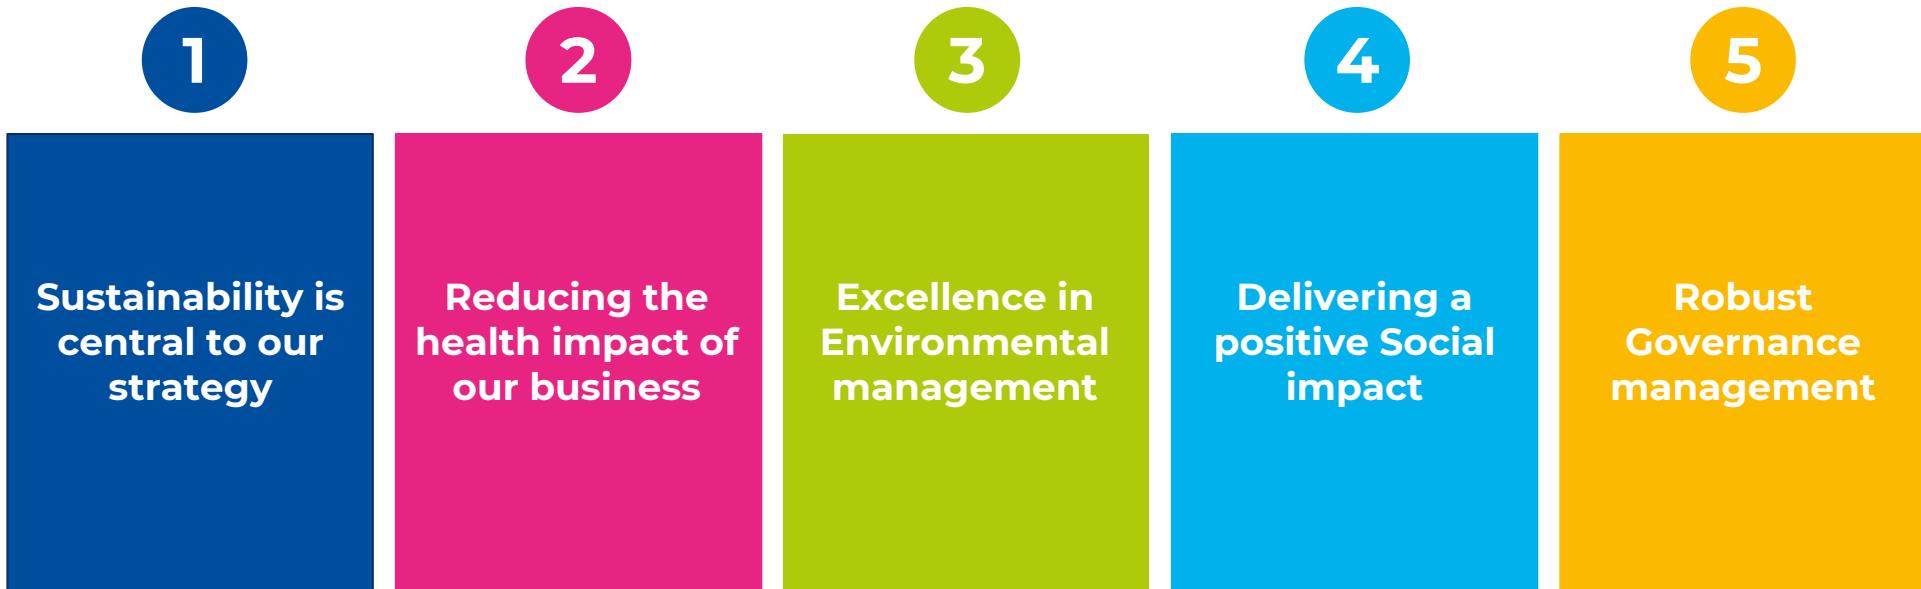 1
Sustainability is
central to our
strategy
2
Reducing the
health impact of
our business
3
Excellence in
Environmental
management
4
Delivering a
positive Social
impact
5
Robust
Governance
management